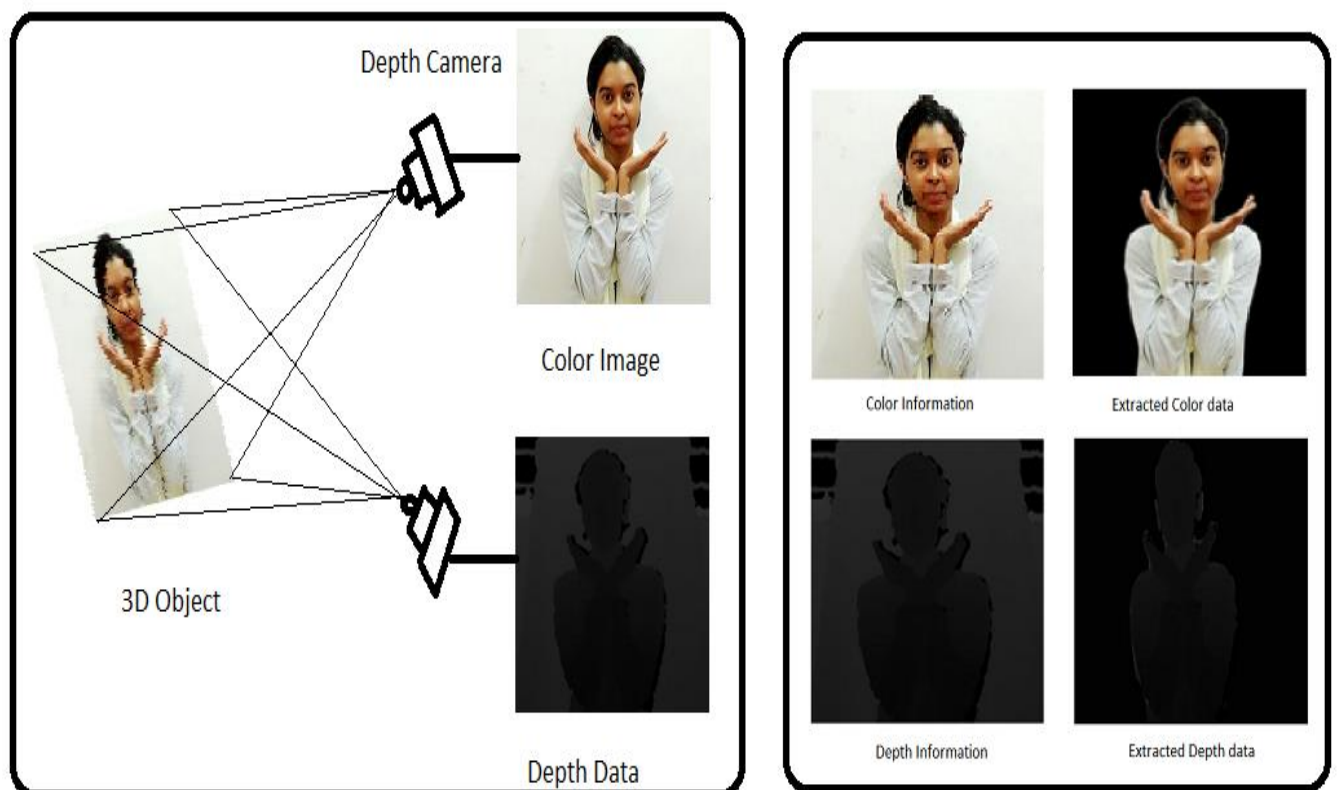 Depth Camera
Color Image
3D Object
Depth Data
Color Information
Extracted Color data
Depth Information
Extracted Depth data